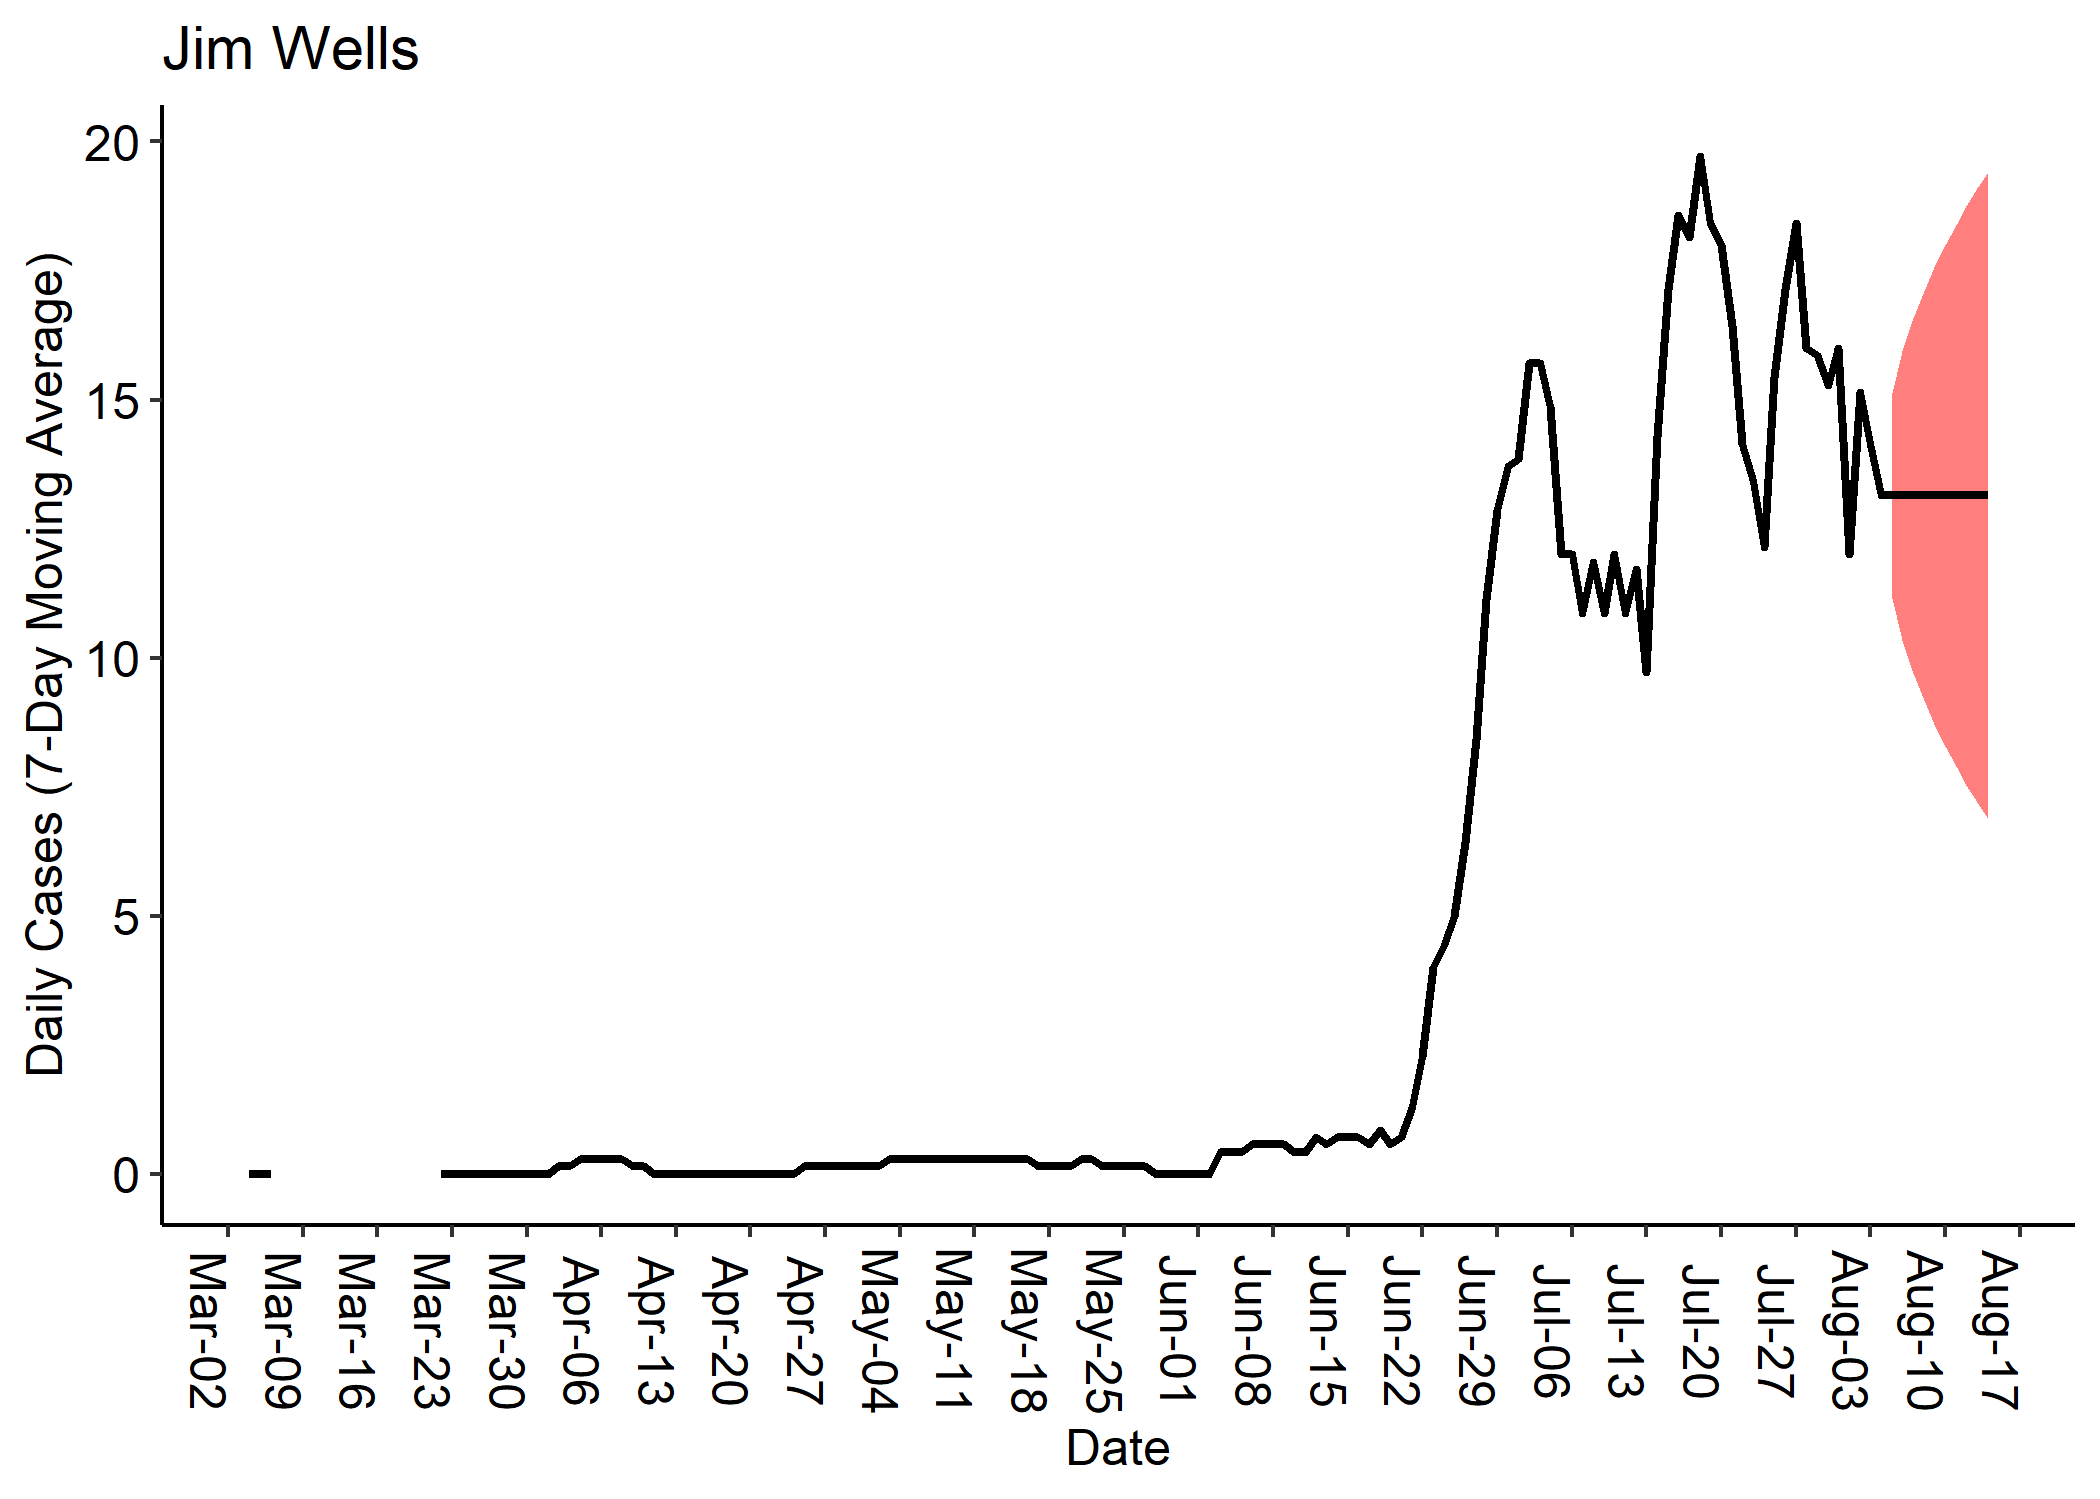 Jim Wells
Daily Cases (7-Day Moving Average)
20
15
10
5
0
Mar-02
Mar-09
Mar-16
Mar-23
Mar-30
Apr-06
Apr-13
Apr-20
Apr-27
May-04
May-11
May-18
May-25
Jun-01
Jun-08
Jun-15
Jun-22
Jun-29
Jul-06
Jul-13
Jul-20
Jul-27
Aug-03
Aug-10
Aug-17
Date